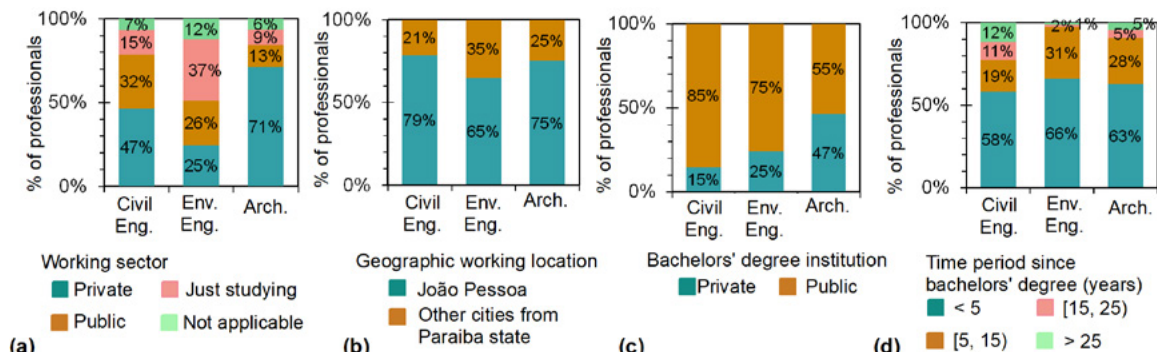 % of professionals
100%
50%
0%
7%
15%
32%
47%
12%
37%
26%
25%
6%
9%
13%
71%
Civil Eng.
Env. Eng.
Arch.
Working sector
Private
Just studying
Public
Not applicable
(a)
% of professionals
100%
50%
0%
21%
79%
35%
65%
25%
75%
Civil Eng.
Env. Eng.
Arch.
Geographic working location
João Pessoa
Other cities from
Paraiba state
(b)
% of professionals
100%
50%
0%
85%
15%
75%
25%
55%
47%
Civil Eng.
Env. Eng.
Arch.
Bachelors' degree institution
Private
Public
(c)
% of professionals
100%
50%
0%
12%
11%
19%
58%
2%
1%
31%
66%
5%
5%
28%
63%
Civil Eng.
Env. Eng.
Arch.
Time period since
bachelors' degree (years)
< 5
[15, 25)
[5, 15)
> 25
(d)